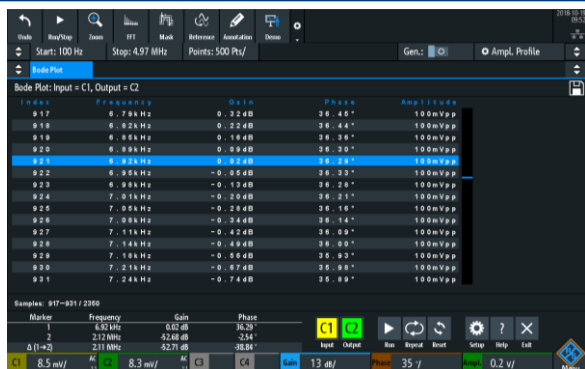 2018-10-19
09:52
Undo Run/Stop Zoom FFT Mask Reference Annotation Demo
Start: 100 Hz Stop: 4.97 MHz Points: 500 Pts/ Gen.: Ampl. Profile
Bode Plot
Bode Plot: Input = C1, Output = C2
Index Frequency Gain Phase Amplitude
917 6.79kHz 0.32dB 36.45° 100mVpp
918 6.82kHz 0.22dB 36.44° 100mVpp
919 6.85kHz 0.16dB 36.36° 100mVpp
920 6.89kHz 0.09dB 36.30° 100mVpp
921 6.92kHz 0.02dB 36.29° 100mVpp
922 6.95kHz -0.05dB 36.33° 100mVpp
923 6.98kHz -0.13dB 36.28° 100mVpp
924 7.01kHz -0.20dB 36.21° 100mVpp
925 7.05kHz -0.28dB 36.16° 100mVpp
926 7.08kHz -0.34dB 36.14° 100mVpp
927 7.11kHz -0.42dB 36.09° 100mVpp
928 7.14kHz -0.49dB 36.00° 100mVpp
929 7.18kHz -0.56dB 35.93° 100mVpp
930 7.21kHz -0.67dB 35.90° 100mVpp
931 7.24kHz -0.74dB 35.89° 100mVpp
Samples: 917-931 / 2350
Marker Frequency Gain Phase
1 6.92 kHz 0.02 dB 36.29 °
2 2.12 MHz -52.68 dB -2.54 °
Δ (1→2) 2.11 MHz -52.71 dB -38.84 °
C1 C2
Input Output Run Repeat Reset Setup Help Exit
C1 8.5 mV/ AC C2 8.3 mV/ AC C3 C4 Gain 13 dB/ Phase 35 °/ Ampl. 0.2 V/ Menu